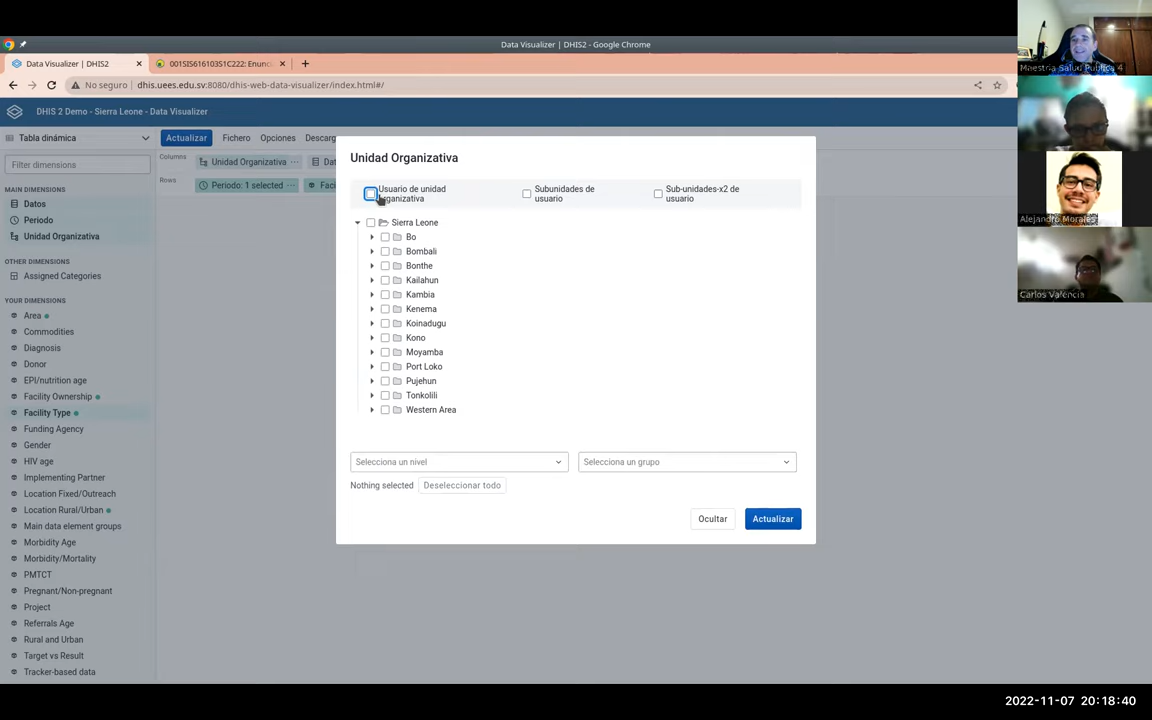 Data Visualizer | DHIS2 - Google Chrome
Data Visualizer | DHIS2
001SIS616103S1C222: Enunc
No seguro
dhis.uees.edu.sv:8080/dhis-web-data-visualizer/index.html#/
DHIS 2 Demo - Sierra Leone - Data Visualizer
Tabla dinámica
Actualizar
Fichero
Opciones
Descarg
Filter dimensions
Columns
Unidad Organizativa
Dat
Rows
Periodo: 1 selected
Faci
MAIN DIMENSIONS
Datos
Periodo
Unidad Organizativa
OTHER DIMENSIONS
Assigned Categories
YOUR DIMENSIONS
Area
Commodities
Diagnosis
Donor
EPI/nutrition age
Facility Ownership
Facility Type
Funding Agency
Gender
HIV age
Implementing Partner
Location Fixed/Outreach
Location Rural/Urban
Main data element groups
Morbidity Age
Morbidity/Mortality
PMTCT
Pregnant/Non-pregnant
Project
Referrals Age
Rural and Urban
Target vs Result
Tracker-based data
Unidad Organizativa
Usuario de unidad
organizativa
Subunidades de
usuario
Sub-unidades-x2 de
usuario
Sierra Leone
Bo
Bombali
Bonthe
Kailahun
Kambia
Kenema
Koinadugu
Kono
Moyamba
Port Loko
Pujehun
Tonkolili
Western Area
Selecciona un nivel
Selecciona un grupo
Nothing selected
Deseleccionar todo
Ocultar
Actualizar
Maestria Salud Publica 4
Alejandro Morales
Carlos Valencia
2022-11-07 20:18:40